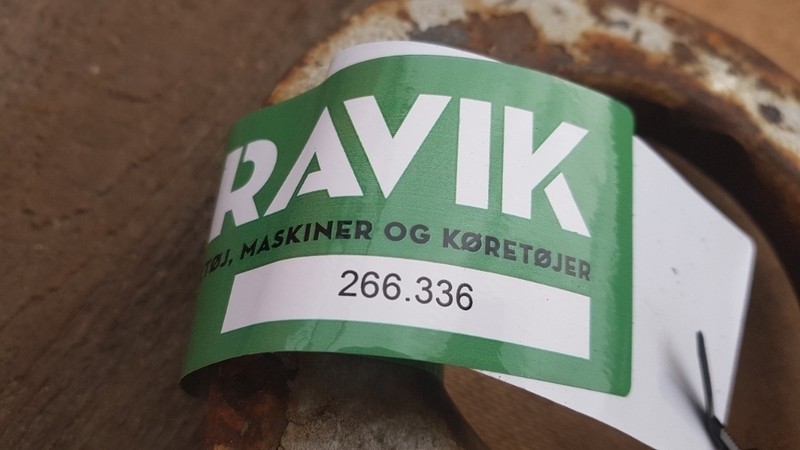 RAVIK
TØJ, MASKINER OG KØRETØJER
266.336